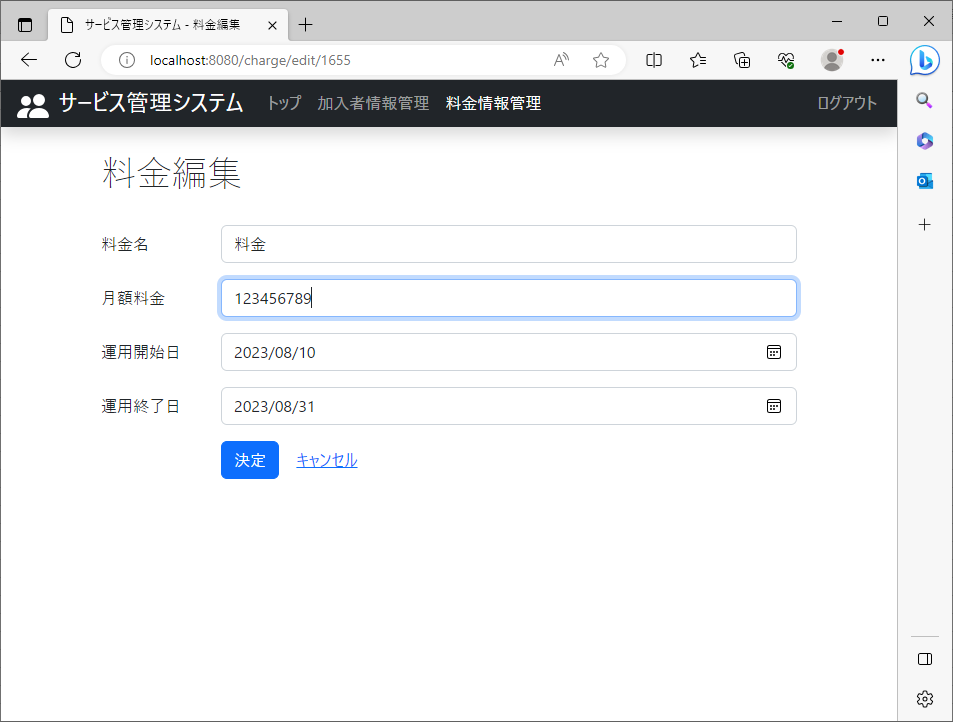 サービス管理システム - 料金編集
localhost:8080/charge/edit/1655
サービス管理システム トップ 加入者情報管理 料金情報管理 ログアウト
料金編集
料金名 料金
月額料金 123456789
運用開始日 2023/08/10
運用終了日 2023/08/31
決定 キャンセル